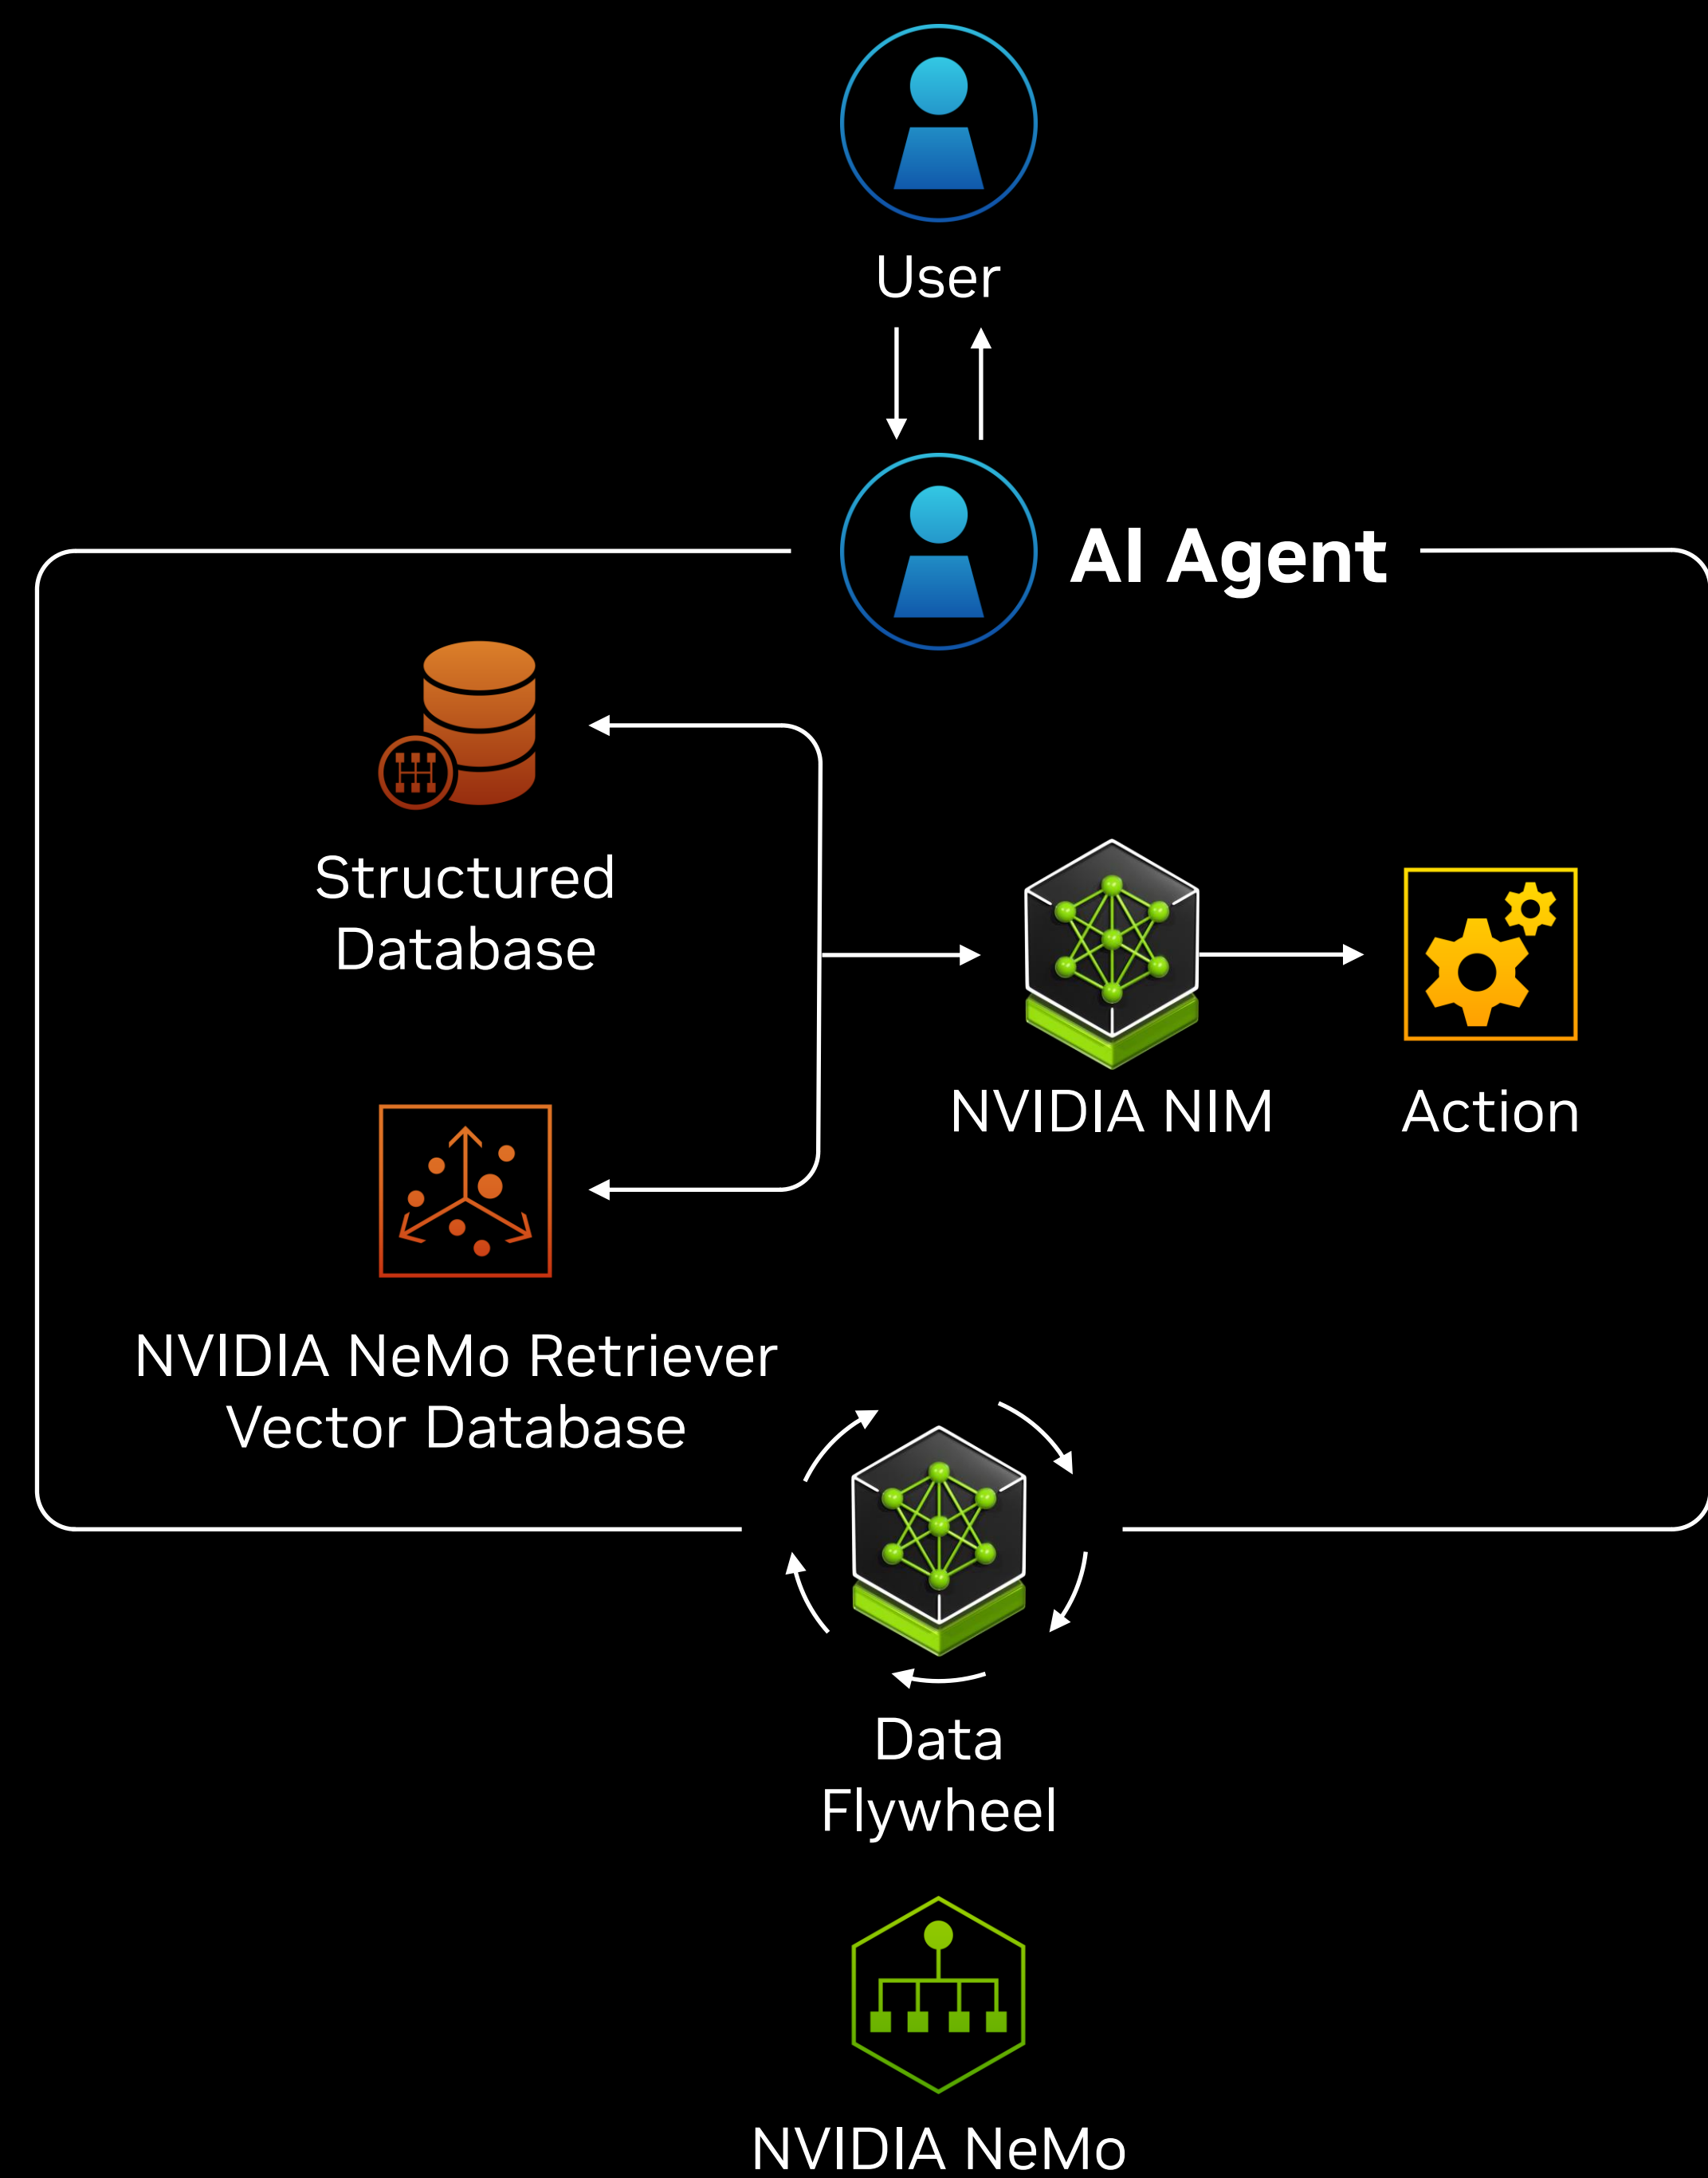 User
AI Agent
Structured
Database
NVIDIA NIM
Action
NVIDIA NeMo Retriever
Vector Database
Data
Flywheel
NVIDIA NeMo